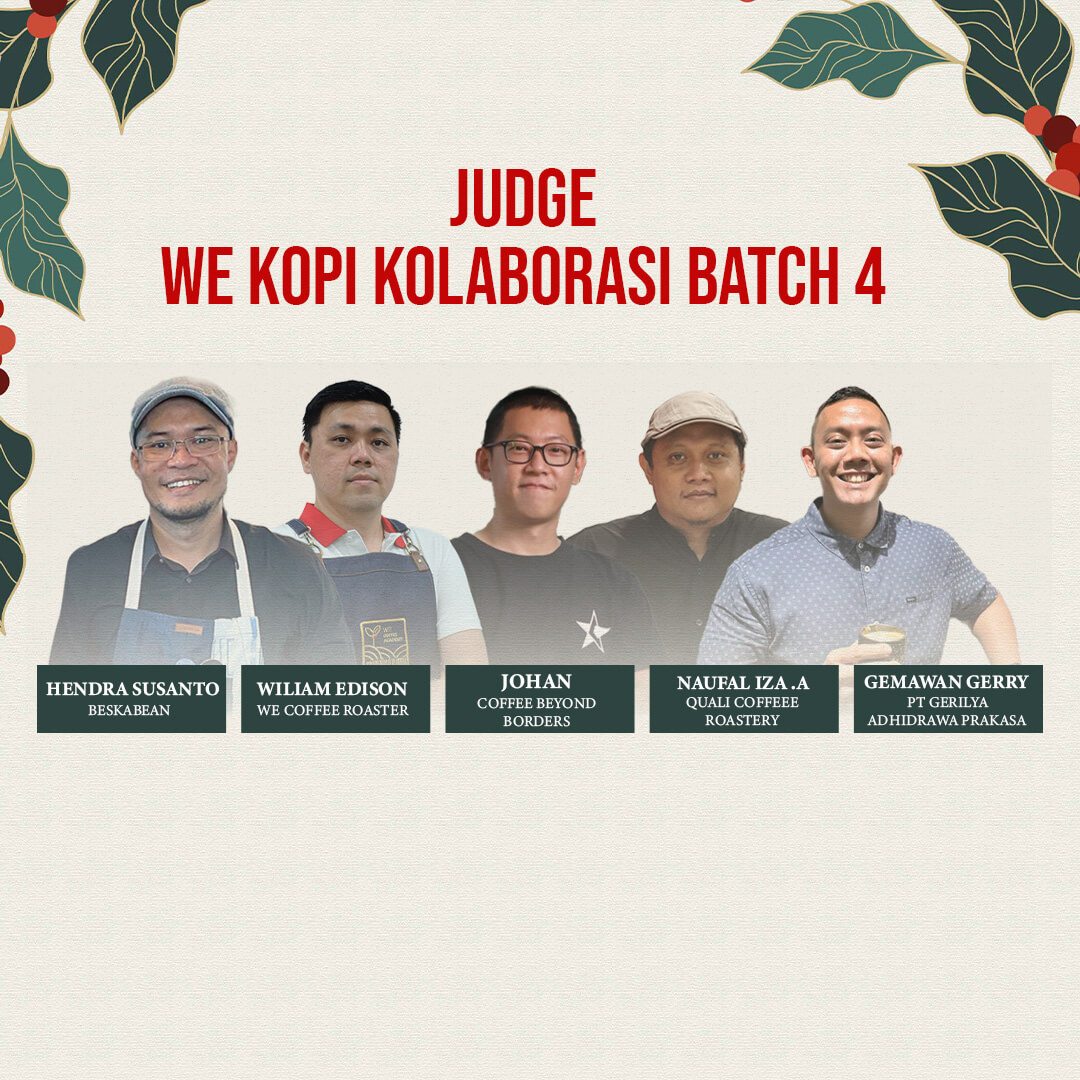 JUDGE
WE KOPI KOLABORASI BATCH 4
HENDRA SUSANTO
BESKABEAN
WILIAM EDISON
WE COFFEE ROASTER
JOHAN
COFFEE BEYOND
BORDERS
NAUFAL IZA .A
QUALI COFFEEE
ROASTERY
GEMAWAN GERRY
PT GERILYA
ADHIDRAWA PRAKASA